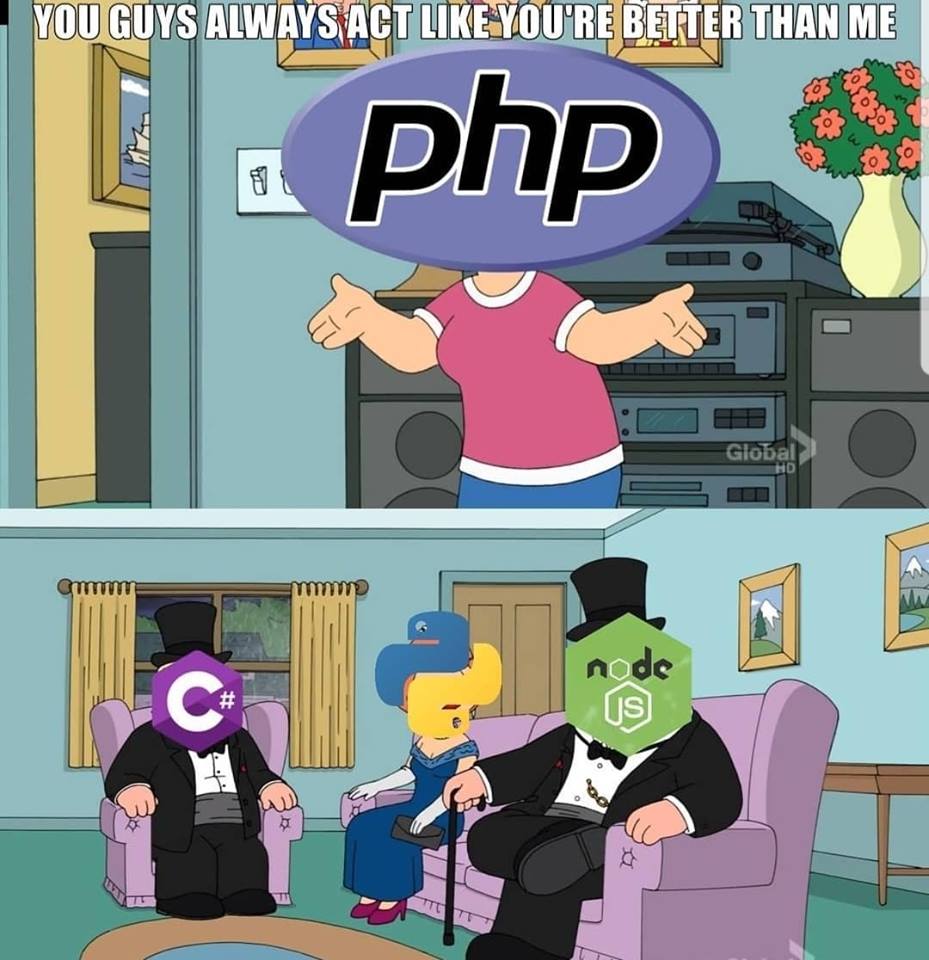 YOU GUYS ALWAYS ACT LIKE YOU'RE BETTER THAN ME
php
Global
HD
C#
node
JS